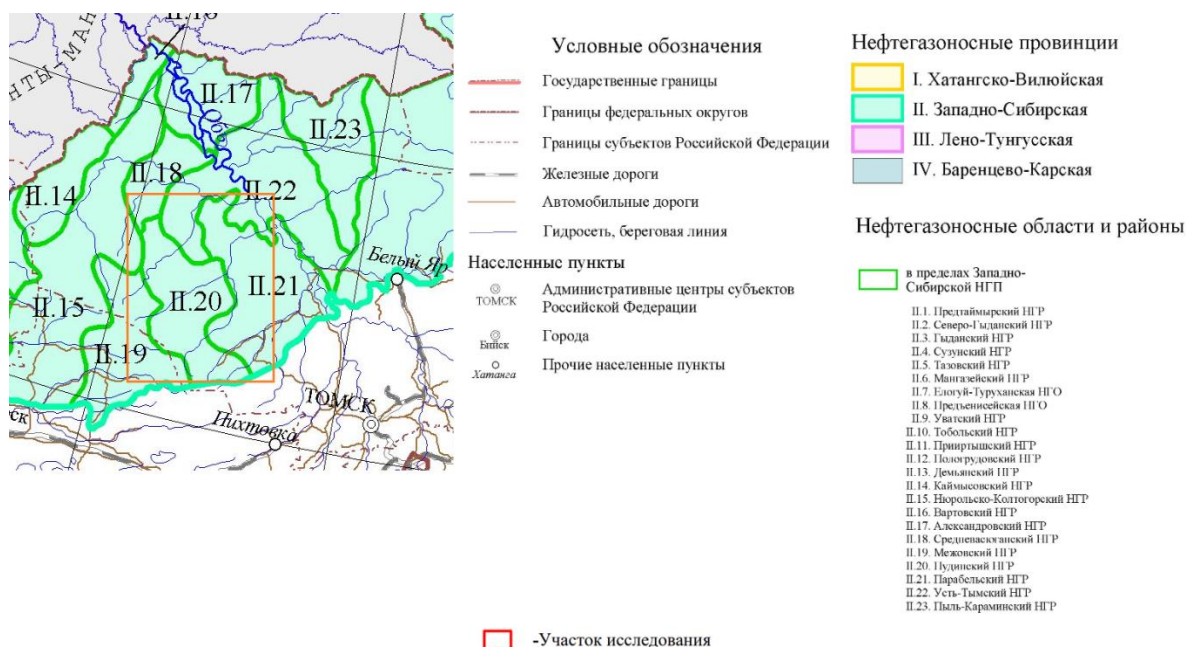 II.16
НТЫ-МАН
II.17
Обь
II.23
II.18
II.14
II.22
Белый Яр
II.21
II.20
II.15
II.19
ТОМСК
ск
Пихтовка
Условные обозначения
Государственные границы
Границы федеральных округов
Границы субъектов Российской Федерации
Железные дороги
Автомобильные дороги
Гидросеть, береговая линия
Населенные пункты
ТОМСК
Административные центры субъектов
Российской Федерации
Бийск
Города
Хатанга
Прочие населенные пункты
-Участок исследования
Нефтегазоносные провинции
I. Хатангско-Вилюйская
II. Западно-Сибирская
III. Лено-Тунгусская
IV. Баренцево-Карская
Нефтегазоносные области и районы
в пределах Западно-
Сибирской НГП
II.1. Предтаймырский НГР
II.2. Северо-Гыданский НГР
II.3. Гыданский НГР
II.4. Сузунский НГР
II.5. Тазовский НГР
II.6. Мангазейский НГР
II.7. Елогуй-Туруханская НГО
II.8. Предъенисейская НГО
II.9. Уватский НГР
II.10. Тобольский НГР
II.11. Прииртышский НГР
II.12. Пологрудовский НГР
II.13. Демьянский НГР
II.14. Каймысовский НГР
II.15. Нюрольско-Колтогорский НГР
II.16. Вартовский НГР
II.17. Александровский НГР
II.18. Средневасюганский НГР
II.19. Межовский НГР
II.20. Пудинский НГР
II.21. Парабельский НГР
II.22. Усть-Тымский НГР
II.23. Пыль-Караминский НГР